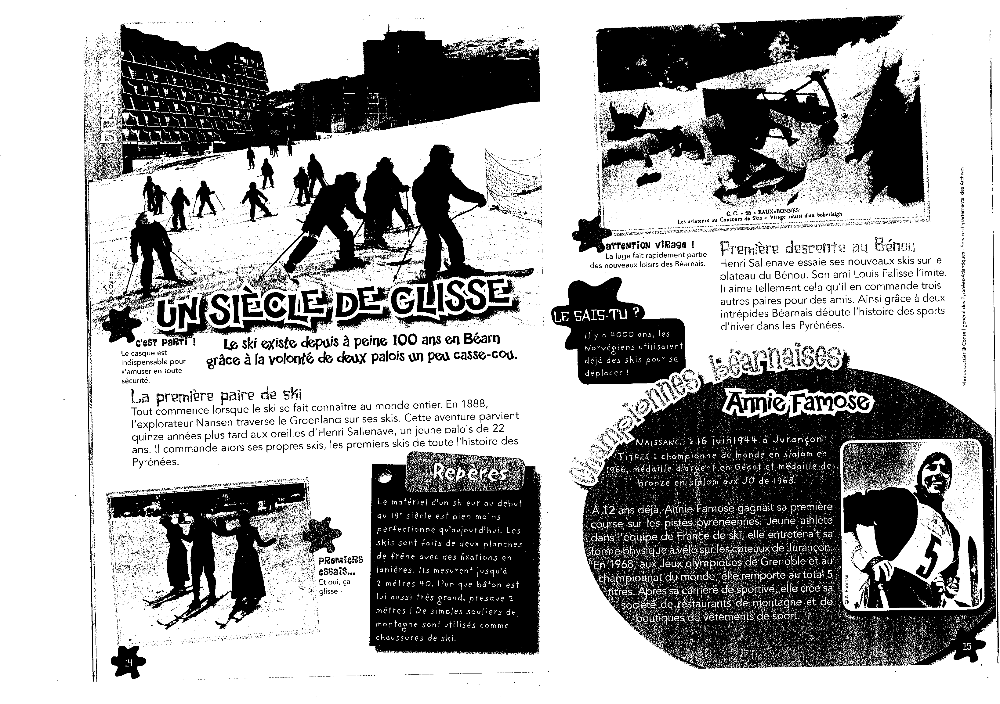 DOSSIER
© A. Guilhot
UN SIÈCLE DE GLISSE
C'EST PARTI !
Le casque est
indispensable pour
s'amuser en toute
sécurité.
Le ski existe depuis à peine 100 ans en Béarn
grâce à la volonté de deux palois un peu casse-cou.
La première paire de ski
Tout commence lorsque le ski se fait connaître au monde entier. En 1888,
l'explorateur Nansen traverse le Groenland sur ses skis. Cette aventure parvient
quinze années plus tard aux oreilles d'Henri Sallenave, un jeune palois de 22
ans. Il commande alors ses propres skis, les premiers skis de toute l'histoire des
Pyrénées.
PREMIERS
ESSAIS...
Et oui, ça
glisse !
Repères
Le matériel d'un skieur au début
du 19e siècle est bien moins
perfectionné qu'aujourd'hui. Les
skis sont faits de deux planches
de frêne avec des fixations en
lanières. Ils mesurent jusqu'à
2 mètres 40. L'unique bâton est
lui aussi très grand, presque 2
mètres ! De simples souliers de
montagne sont utilisés comme
chaussures de ski.
14
C. C. - 15 - EAUX-BONNES
Les aviateurs au Concours de Skis - Virage réussi d'un bobesleigh
ATTENTION VIRAGE !
La luge fait rapidement partie
des nouveaux loisirs des Béarnais.
Première descente au Bénou
Henri Sallenave essaie ses nouveaux skis sur le
plateau du Bénou. Son ami Louis Falisse l'imite.
Il aime tellement cela qu'il en commande trois
autres paires pour des amis. Ainsi grâce à deux
intrépides Béarnais débute l'histoire des sports
d'hiver dans les Pyrénées.
LE SAIS-TU ?
Il y a 4000 ans, les
Norvégiens utilisaient
déjà des skis pour se
déplacer !
Photos dossier © Conseil général des Pyrénées-Atlantiques - Service départemental des Archives
Championnes béarnaises
Annie Famose
NAISSANCE : 16 juin1944 à Jurançon
TITRES : championne du monde en slalom en
1966, médaille d'argent en Géant et médaille de
bronze en slalom aux JO de 1968.
À 12 ans déjà, Annie Famose gagnait sa première
course sur les pistes pyrénéennes. Jeune athlète
dans l'équipe de France de ski, elle entretenait sa
forme physique à vélo sur les coteaux de Jurançon.
En 1968, aux Jeux olympiques de Grenoble et au
championnat du monde, elle remporte au total 5
titres. Après sa carrière de sportive, elle crée sa
société de restaurants de montagne et de
boutiques de vêtements de sport.
5
© A. Famose
15